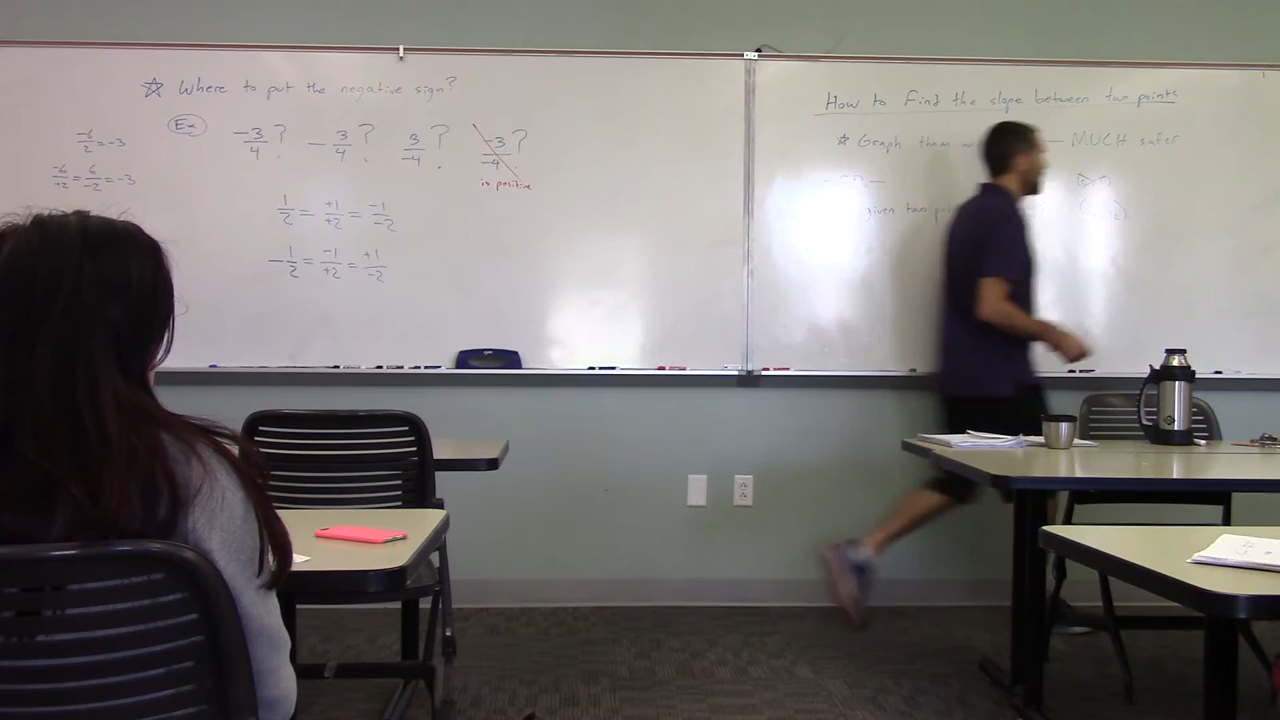 ☆ Where to put the negative sign?
Ex -3/4 ? -3/4 ? 3/-4 ? -3/-4 ?
is positive
-6/2 = -3
-6/+2 = 6/-2 = -3
1/2 = +1/+2 = -1/-2
-1/2 = -1/+2 = +1/-2
How to Find the slope between two points
☆ Graph them — MUCH safer
given two